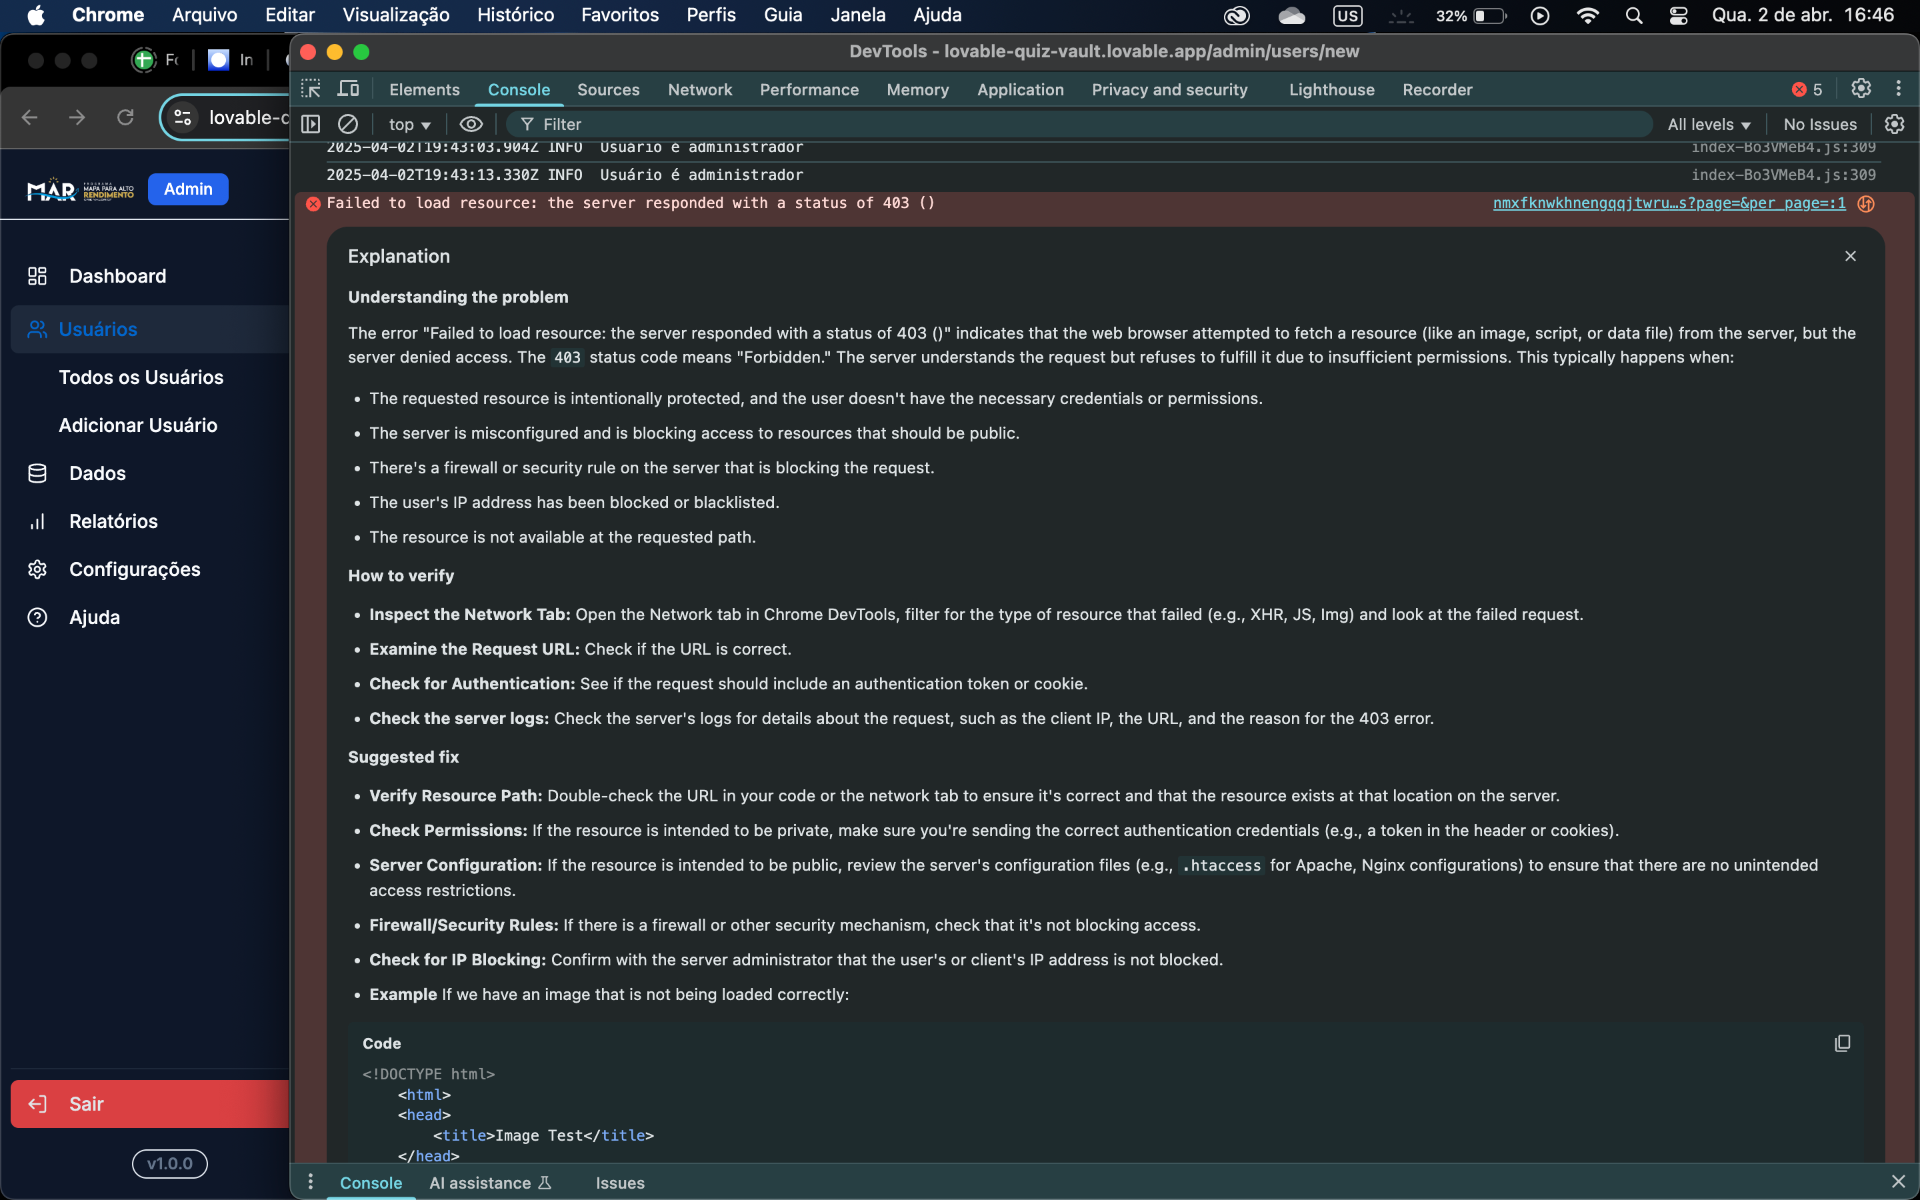 Chrome Arquivo Editar Visualização Histórico Favoritos Perfis Guia Janela Ajuda US 32% Qua. 2 de abr. 16:46
In
DevTools - lovable-quiz-vault.lovable.app/admin/users/new
Elements Console Sources Network Performance Memory Application Privacy and security Lighthouse Recorder 5
lovable-q
top Filter All levels No Issues
2025-04-02T19:43:03.904Z INFO Usuário é administrador index-Bo3VMeB4.js:309
2025-04-02T19:43:13.330Z INFO Usuário é administrador index-Bo3VMeB4.js:309
Failed to load resource: the server responded with a status of 403 () nmxfknwkhnengqqjtwru…s?page=&per_page=:1
MAR
MAPA PARA ALTO
RENDIMENTO
Admin
Dashboard
Usuários
Todos os Usuários
Adicionar Usuário
Dados
Relatórios
Configurações
Ajuda
Sair
v1.0.0
Explanation
Understanding the problem
The error "Failed to load resource: the server responded with a status of 403 ()" indicates that the web browser attempted to fetch a resource (like an image, script, or data file) from the server, but the
server denied access. The 403 status code means "Forbidden." The server understands the request but refuses to fulfill it due to insufficient permissions. This typically happens when:
• The requested resource is intentionally protected, and the user doesn't have the necessary credentials or permissions.
• The server is misconfigured and is blocking access to resources that should be public.
• There's a firewall or security rule on the server that is blocking the request.
• The user's IP address has been blocked or blacklisted.
• The resource is not available at the requested path.
How to verify
• Inspect the Network Tab: Open the Network tab in Chrome DevTools, filter for the type of resource that failed (e.g., XHR, JS, Img) and look at the failed request.
• Examine the Request URL: Check if the URL is correct.
• Check for Authentication: See if the request should include an authentication token or cookie.
• Check the server logs: Check the server's logs for details about the request, such as the client IP, the URL, and the reason for the 403 error.
Suggested fix
• Verify Resource Path: Double-check the URL in your code or the network tab to ensure it's correct and that the resource exists at that location on the server.
• Check Permissions: If the resource is intended to be private, make sure you're sending the correct authentication credentials (e.g., a token in the header or cookies).
• Server Configuration: If the resource is intended to be public, review the server's configuration files (e.g., .htaccess for Apache, Nginx configurations) to ensure that there are no unintended
access restrictions.
• Firewall/Security Rules: If there is a firewall or other security mechanism, check that it's not blocking access.
• Check for IP Blocking: Confirm with the server administrator that the user's or client's IP address is not blocked.
• Example If we have an image that is not being loaded correctly:
Code
<!DOCTYPE html>
<html>
<head>
<title>Image Test</title>
</head>
Console AI assistance Issues